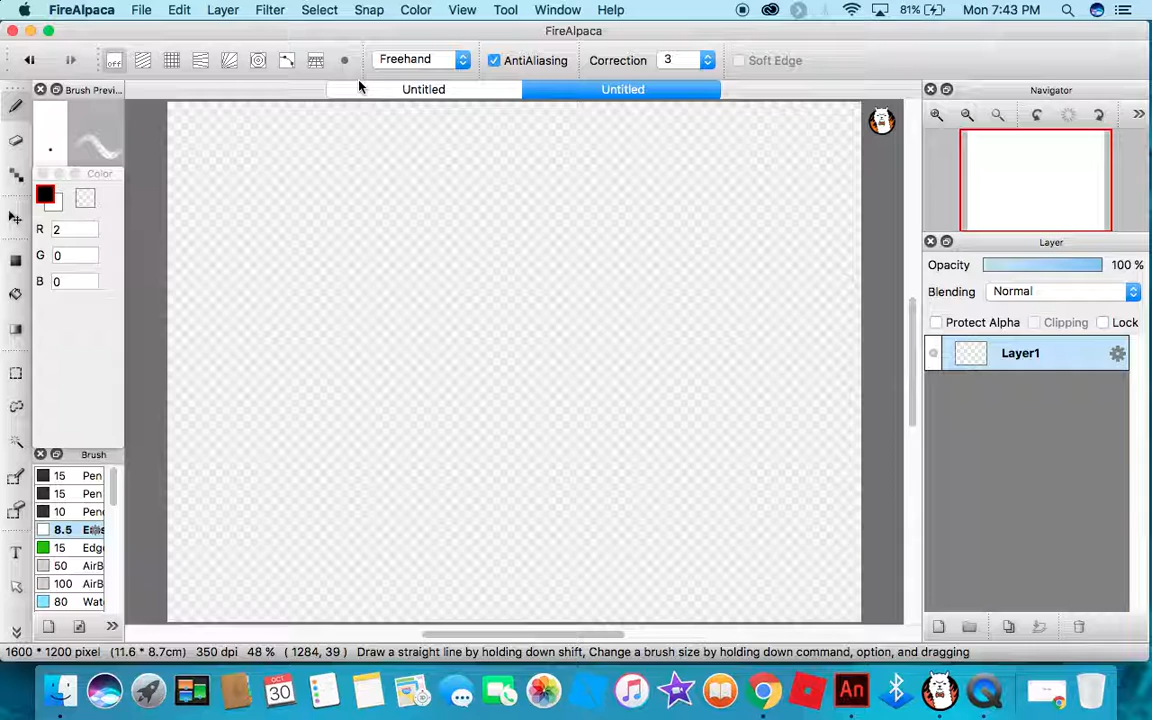 FireAlpaca File Edit Layer Filter Select Snap Color View Tool Window Help 81% Mon 7:43 PM
FireAlpaca
off Freehand AntiAliasing Correction 3 Soft Edge
Brush Previ... Untitled Untitled Navigator
Color
R 2
G 0
B 0
Layer
Opacity 100 %
Blending Normal
Protect Alpha Clipping Lock
Layer1
Brush
15 Pen
15 Pen
10 Penc
8.5
15 Edg
50 AirB
100 AirB
80 Wat
T
1600 * 1200 pixel (11.6 * 8.7cm) 350 dpi 48 % ( 1284, 39 ) Draw a straight line by holding down shift, Change a brush size by holding down command, option, and dragging
OCT
30
An